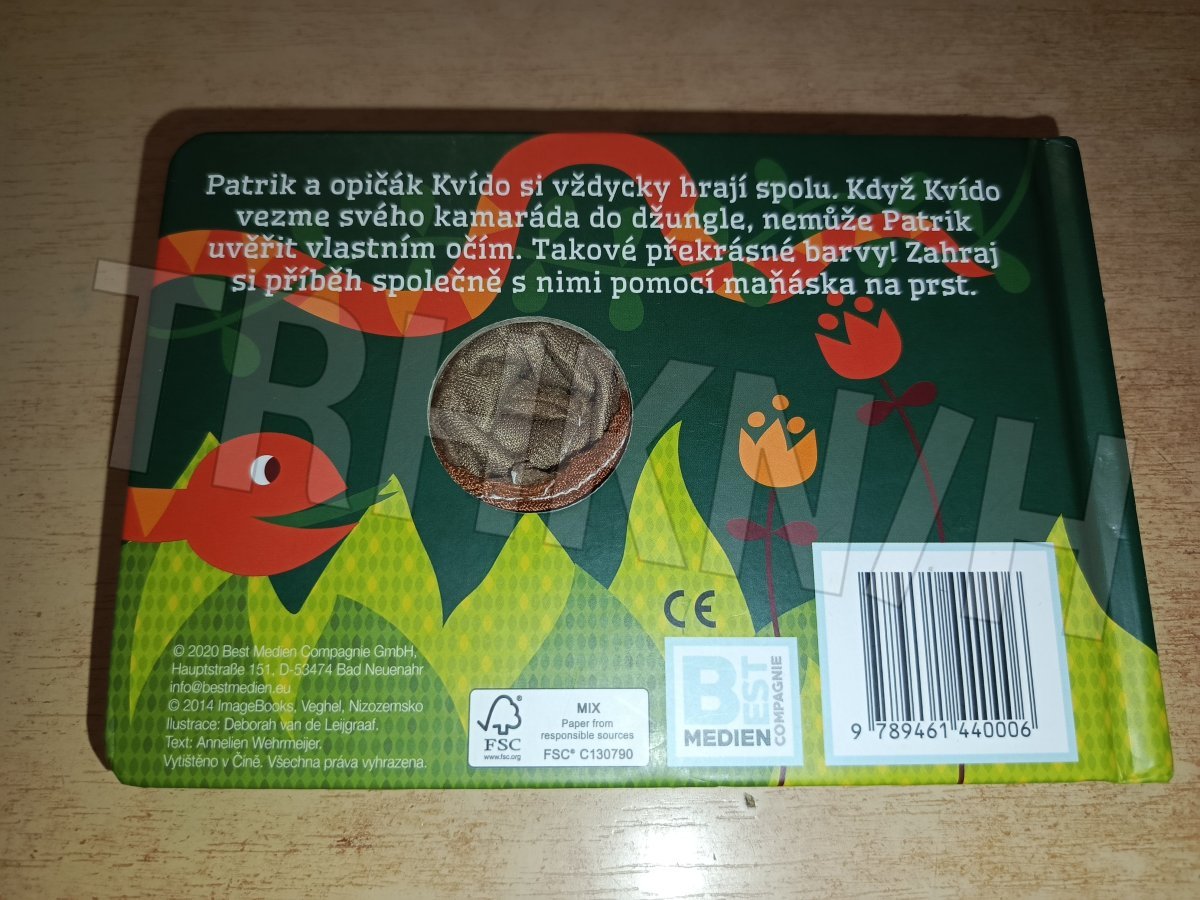 Patrik a opičák Kvído si vždycky hrají spolu. Když Kvído
vezme svého kamaráda do džungle, nemůže Patrik
uvěřit vlastním očím. Takové překrásné barvy! Zahraj
si příběh společně s nimi pomocí maňáska na prst.
TRHKNIH
CE
© 2020 Best Medien Compagnie GmbH,
Hauptstraße 151, D-53474 Bad Neuenahr
info@bestmedien.eu
© 2014 ImageBooks, Veghel, Nizozemsko
Ilustrace: Deborah van de Leijgraaf.
Text: Annelien Wehrmeijer.
Vytištěno v Číně. Všechna práva vyhrazena.
FSC
www.fsc.org
MIX
Paper from
responsible sources
FSC® C130790
BEST
MEDIEN
COMPAGNIE
9 789461 440006